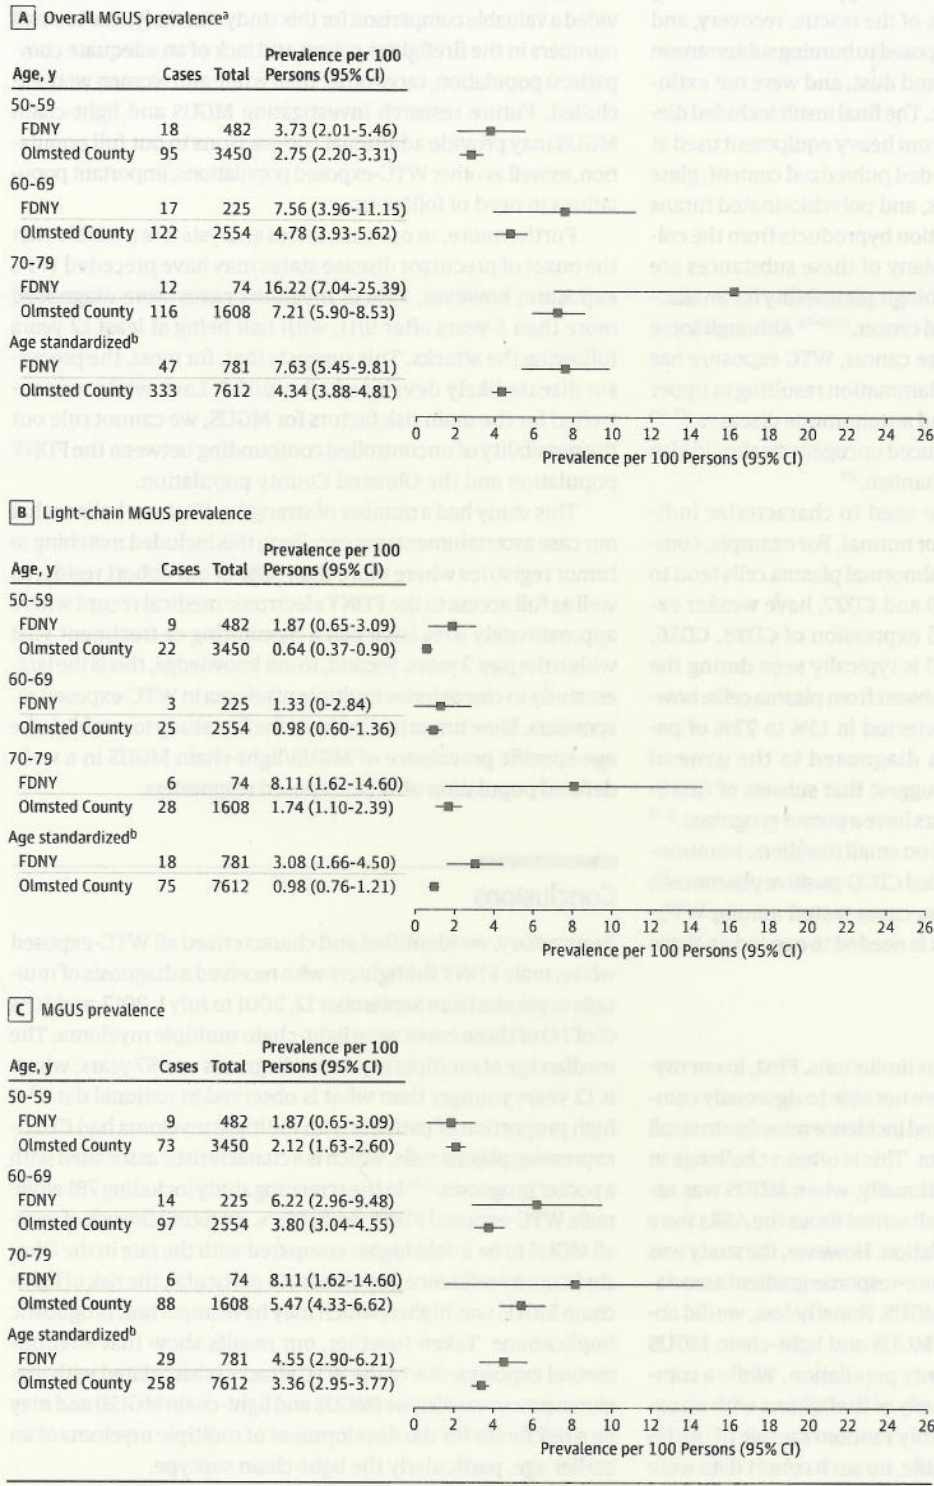 A Overall MGUS prevalenceᵃ
Age, y Cases Total Prevalence per 100 Persons (95% CI)
50-59
FDNY 18 482 3.73 (2.01-5.46)
Olmsted County 95 3450 2.75 (2.20-3.31)
60-69
FDNY 17 225 7.56 (3.96-11.15)
Olmsted County 122 2554 4.78 (3.93-5.62)
70-79
FDNY 12 74 16.22 (7.04-25.39)
Olmsted County 116 1608 7.21 (5.90-8.53)
Age standardizedᵇ
FDNY 47 781 7.63 (5.45-9.81)
Olmsted County 333 7612 4.34 (3.88-4.81)
0 2 4 6 8 10 12 14 16 18 20 22 24 26
Prevalence per 100 Persons (95% CI)
B Light-chain MGUS prevalence
Age, y Cases Total Prevalence per 100 Persons (95% CI)
50-59
FDNY 9 482 1.87 (0.65-3.09)
Olmsted County 22 3450 0.64 (0.37-0.90)
60-69
FDNY 3 225 1.33 (0-2.84)
Olmsted County 25 2554 0.98 (0.60-1.36)
70-79
FDNY 6 74 8.11 (1.62-14.60)
Olmsted County 28 1608 1.74 (1.10-2.39)
Age standardizedᵇ
FDNY 18 781 3.08 (1.66-4.50)
Olmsted County 75 7612 0.98 (0.76-1.21)
0 2 4 6 8 10 12 14 16 18 20 22 24 26
Prevalence per 100 Persons (95% CI)
C MGUS prevalence
Age, y Cases Total Prevalence per 100 Persons (95% CI)
50-59
FDNY 9 482 1.87 (0.65-3.09)
Olmsted County 73 3450 2.12 (1.63-2.60)
60-69
FDNY 14 225 6.22 (2.96-9.48)
Olmsted County 97 2554 3.80 (3.04-4.55)
70-79
FDNY 6 74 8.11 (1.62-14.60)
Olmsted County 88 1608 5.47 (4.33-6.62)
Age standardizedᵇ
FDNY 29 781 4.55 (2.90-6.21)
Olmsted County 258 7612 3.36 (2.95-3.77)
0 2 4 6 8 10 12 14 16 18 20 22 24 26
Prevalence per 100 Persons (95% CI)